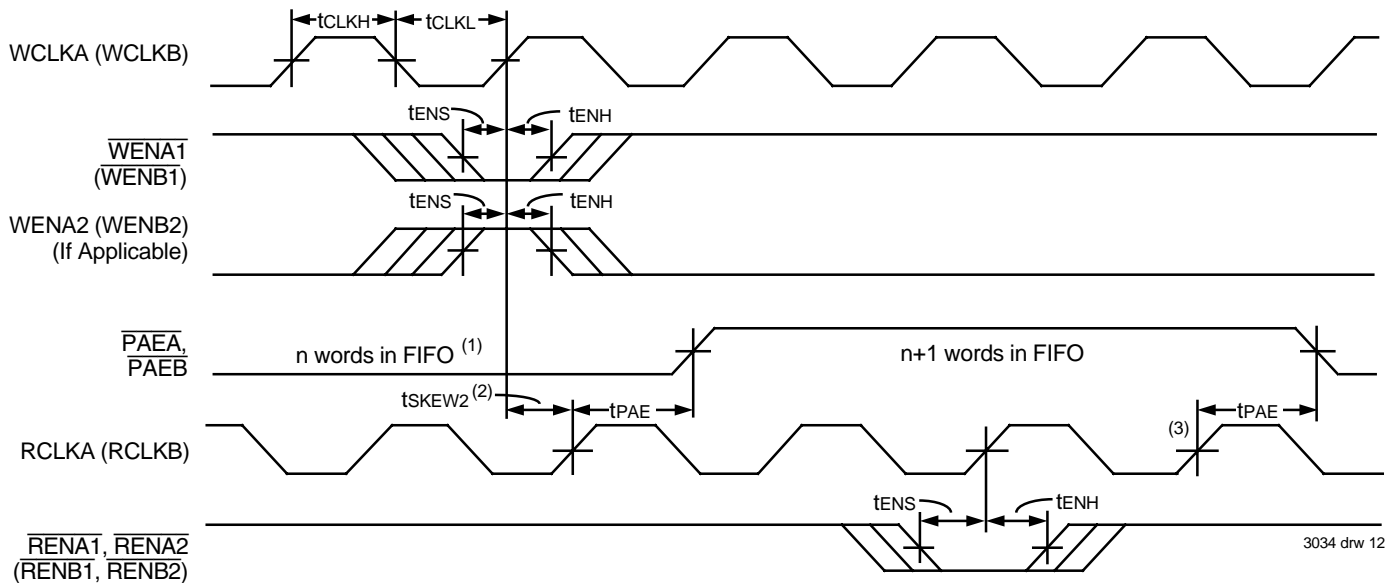 tCLKH tCLKL
WCLKA (WCLKB)
tENS tENH
WENA1
(WENB1)
tENS tENH
WENA2 (WENB2)
(If Applicable)
PAEA,
PAEB
n words in FIFO (1)
n+1 words in FIFO
tSKEW2 (2)
tPAE
(3)
tPAE
RCLKA (RCLKB)
tENS tENH
RENA1, RENA2
(RENB1, RENB2)
3034 drw 12